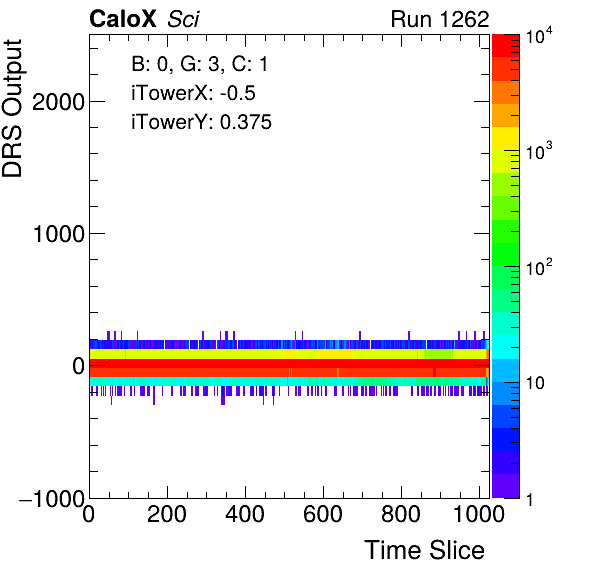 CaloX Sci Run 1262
B: 0, G: 3, C: 1
iTowerX: -0.5
iTowerY: 0.375
DRS Output
2000
1000
0
−1000
0 200 400 600 800 1000
Time Slice
10^4
10^3
10^2
10
1